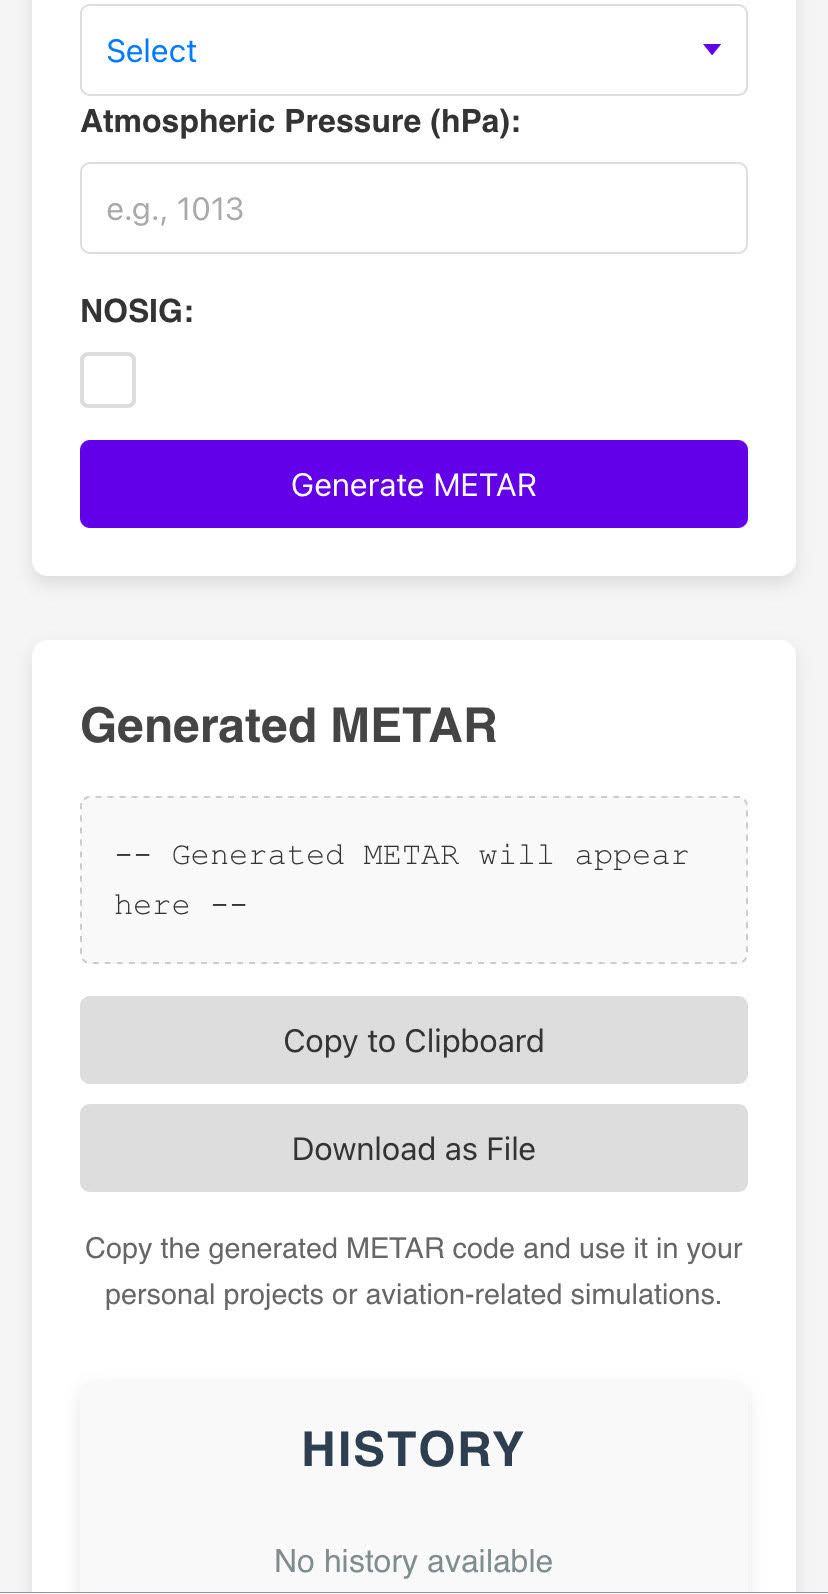 Select
Atmospheric Pressure (hPa):
e.g., 1013
NOSIG:
Generate METAR
Generated METAR
-- Generated METAR will appear
here --
Copy to Clipboard
Download as File
Copy the generated METAR code and use it in your
personal projects or aviation-related simulations.
HISTORY
No history available